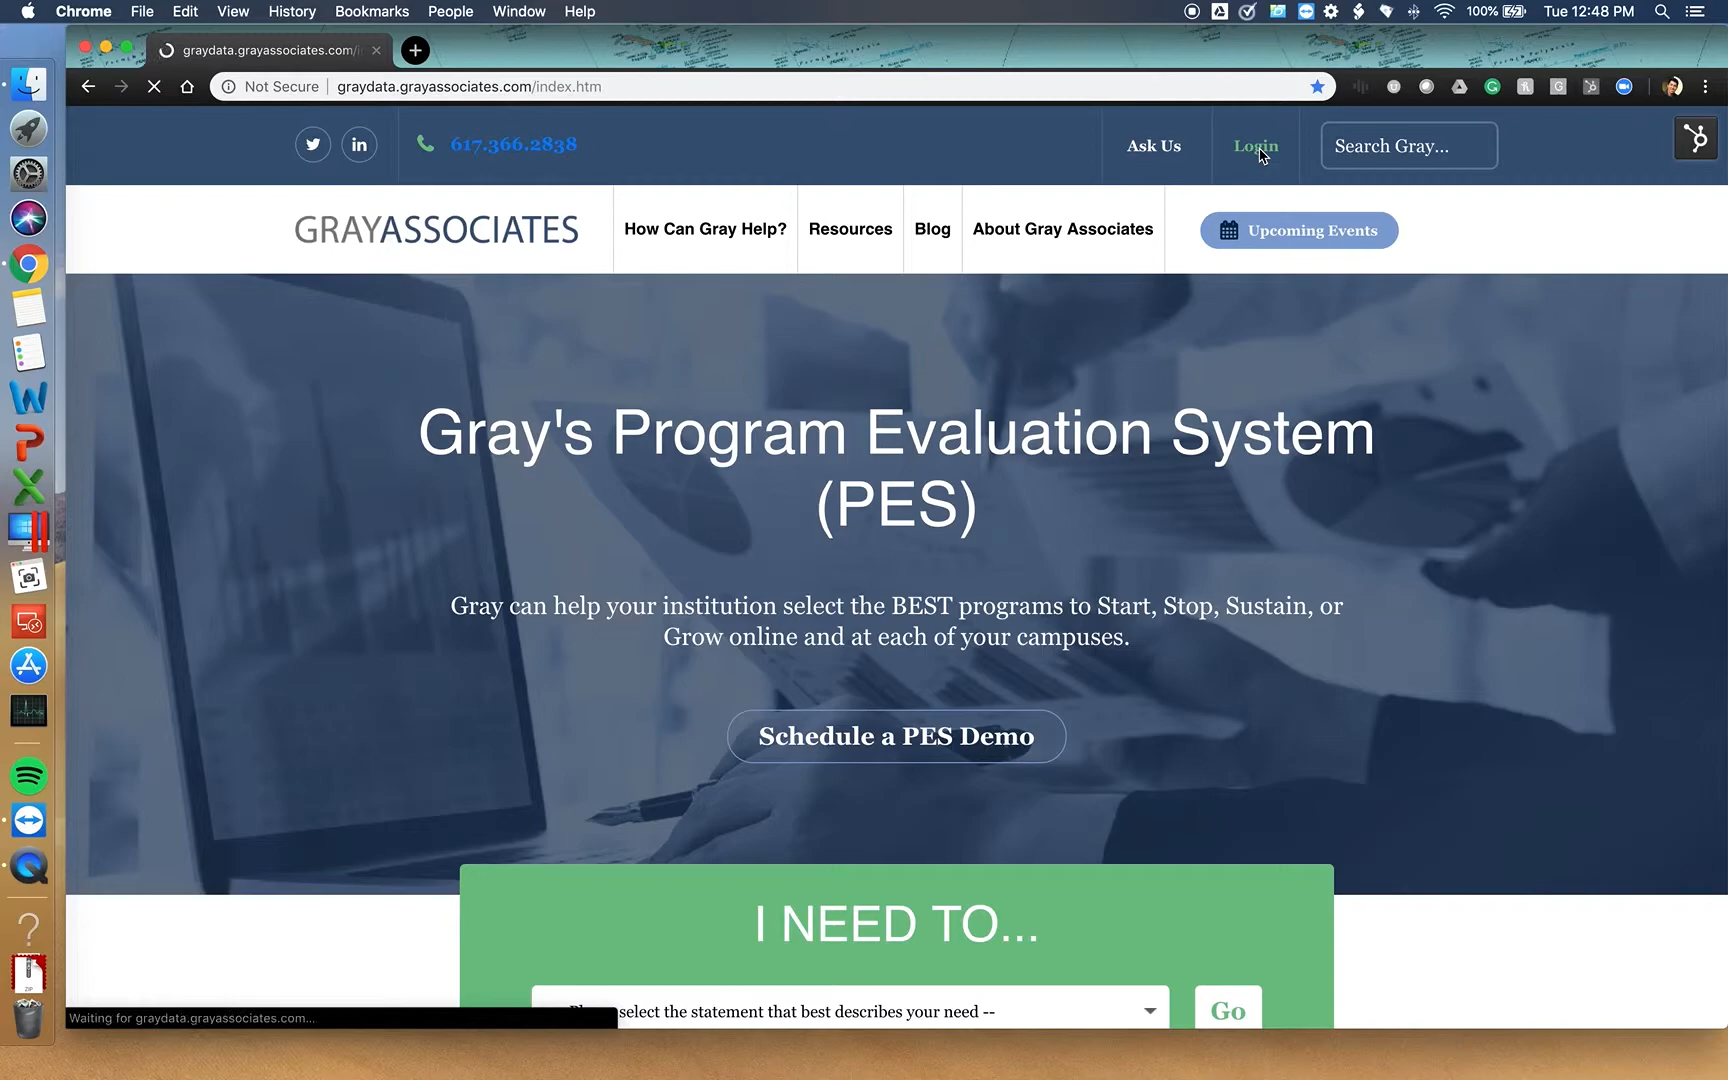 Chrome File Edit View History Bookmarks People Window Help 100% Tue 12:48 PM
graydata.grayassociates.com/i
Not Secure graydata.grayassociates.com/index.htm
617.366.2838 Ask Us Login Search Gray...
GRAYASSOCIATES How Can Gray Help? Resources Blog About Gray Associates Upcoming Events
Gray's Program Evaluation System
(PES)
Gray can help your institution select the BEST programs to Start, Stop, Sustain, or
Grow online and at each of your campuses.
Schedule a PES Demo
I NEED TO...
select the statement that best describes your need -- Go
Waiting for graydata.grayassociates.com...